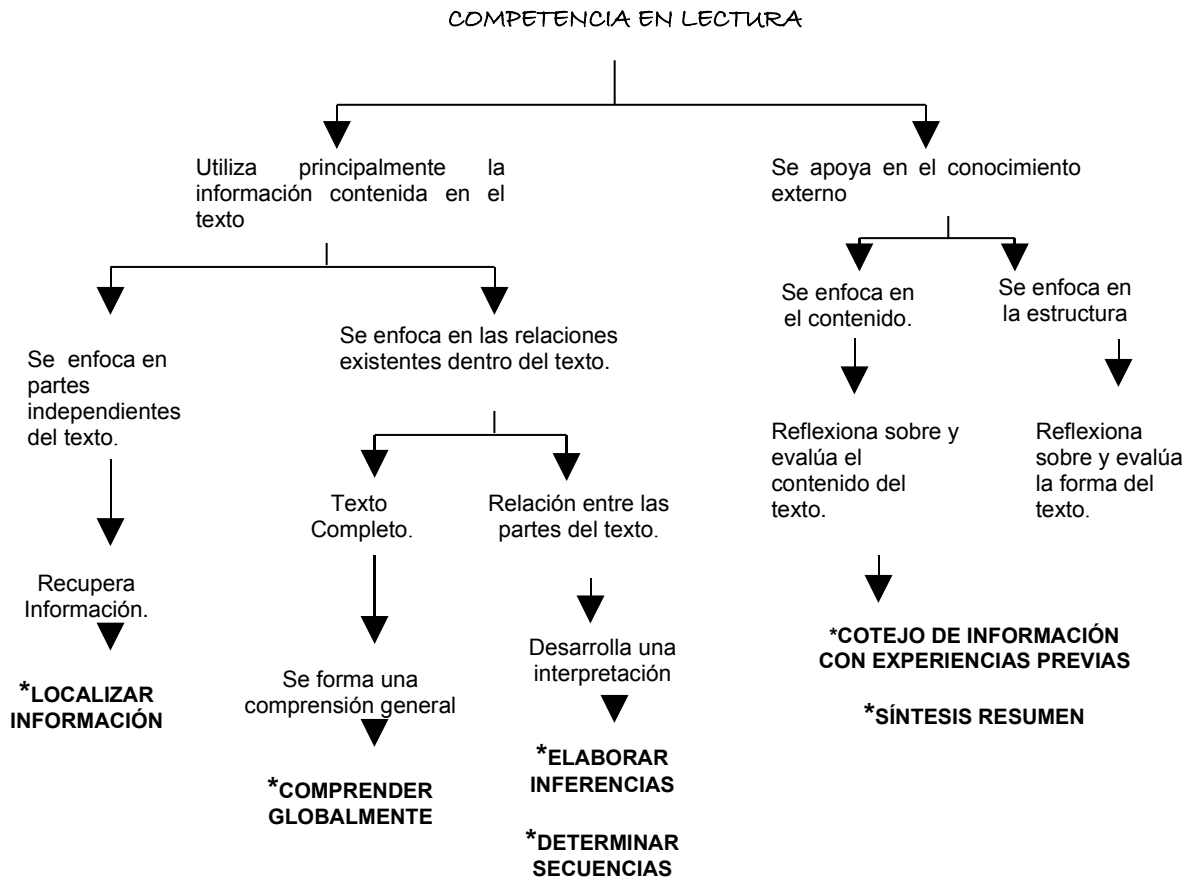 COMPETENCIA EN LECTURA
Utiliza principalmente la
información contenida en el
texto
Se apoya en el conocimiento
externo
Se enfoca en
partes
independientes
del texto.
Se enfoca en las relaciones
existentes dentro del texto.
Se enfoca en
el contenido.
Se enfoca en
la estructura
Texto
Completo.
Relación entre las
partes del texto.
Reflexiona sobre y
evalúa el
contenido del
texto.
Reflexiona
sobre y evalúa
la forma del
texto.
Recupera
Información.
*LOCALIZAR
INFORMACIÓN
Se forma una
comprensión general
*COMPRENDER
GLOBALMENTE
Desarrolla una
interpretación
*ELABORAR
INFERENCIAS
*DETERMINAR
SECUENCIAS
*COTEJO DE INFORMACIÓN
CON EXPERIENCIAS PREVIAS
*SÍNTESIS RESUMEN